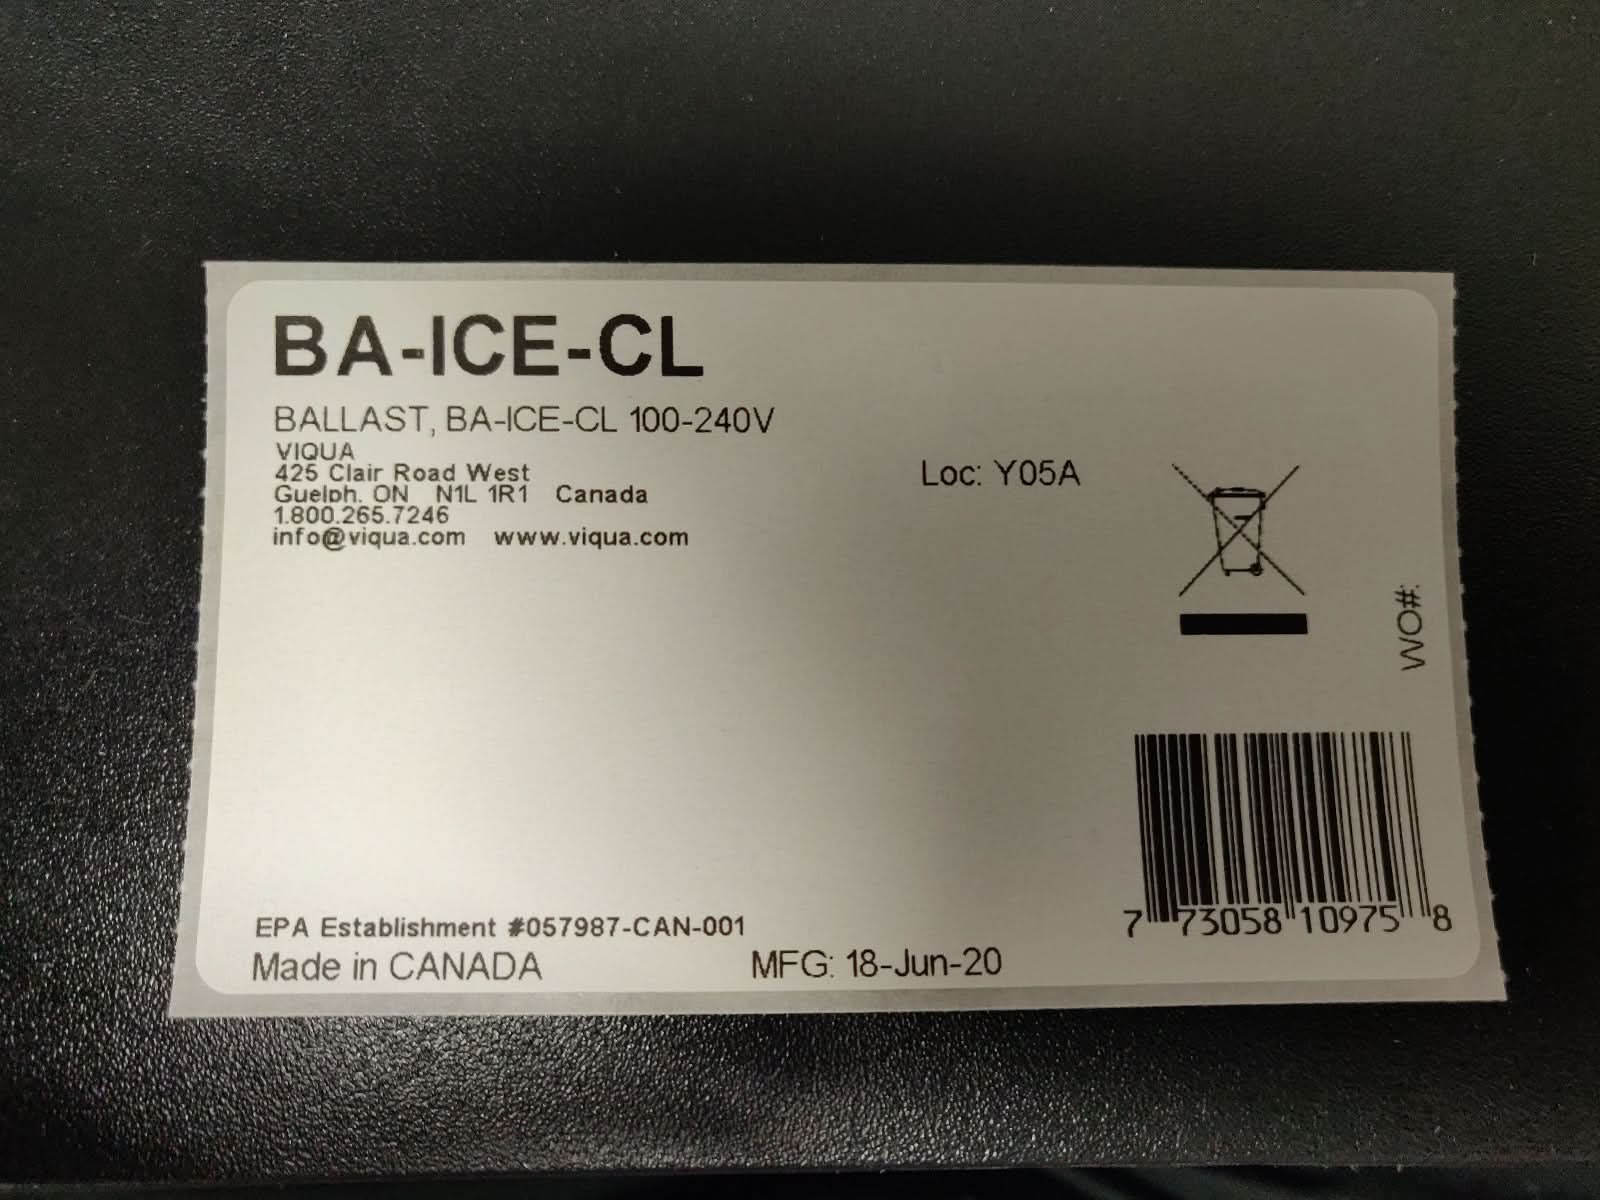 BA-ICE-CL
BALLAST, BA-ICE-CL 100-240V
VIQUA
425 Clair Road West
Guelph. ON N1L 1R1 Canada
1.800.265.7246
info@viqua.com www.viqua.com
Loc: Y05A
WO#:
7 73058 10975 8
EPA Establishment #057987-CAN-001
Made in CANADA MFG: 18-Jun-20